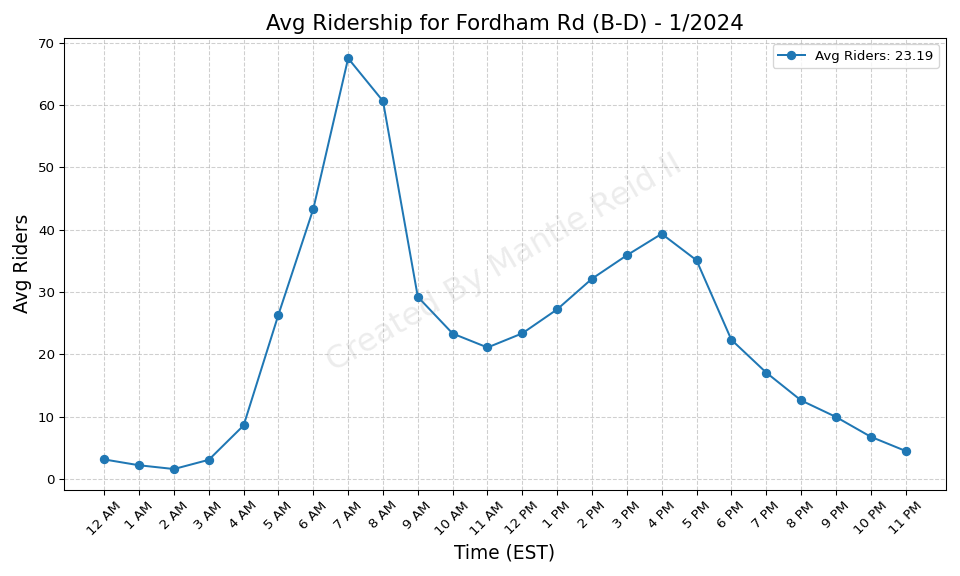 Avg Ridership for Fordham Rd (B-D) - 1/2024
Avg Riders: 23.19
70
60
50
40
30
20
10
0
Avg Riders
Created By Mantie Reid II
12 AM
1 AM
2 AM
3 AM
4 AM
5 AM
6 AM
7 AM
8 AM
9 AM
10 AM
11 AM
12 PM
1 PM
2 PM
3 PM
4 PM
5 PM
6 PM
7 PM
8 PM
9 PM
10 PM
11 PM
Time (EST)